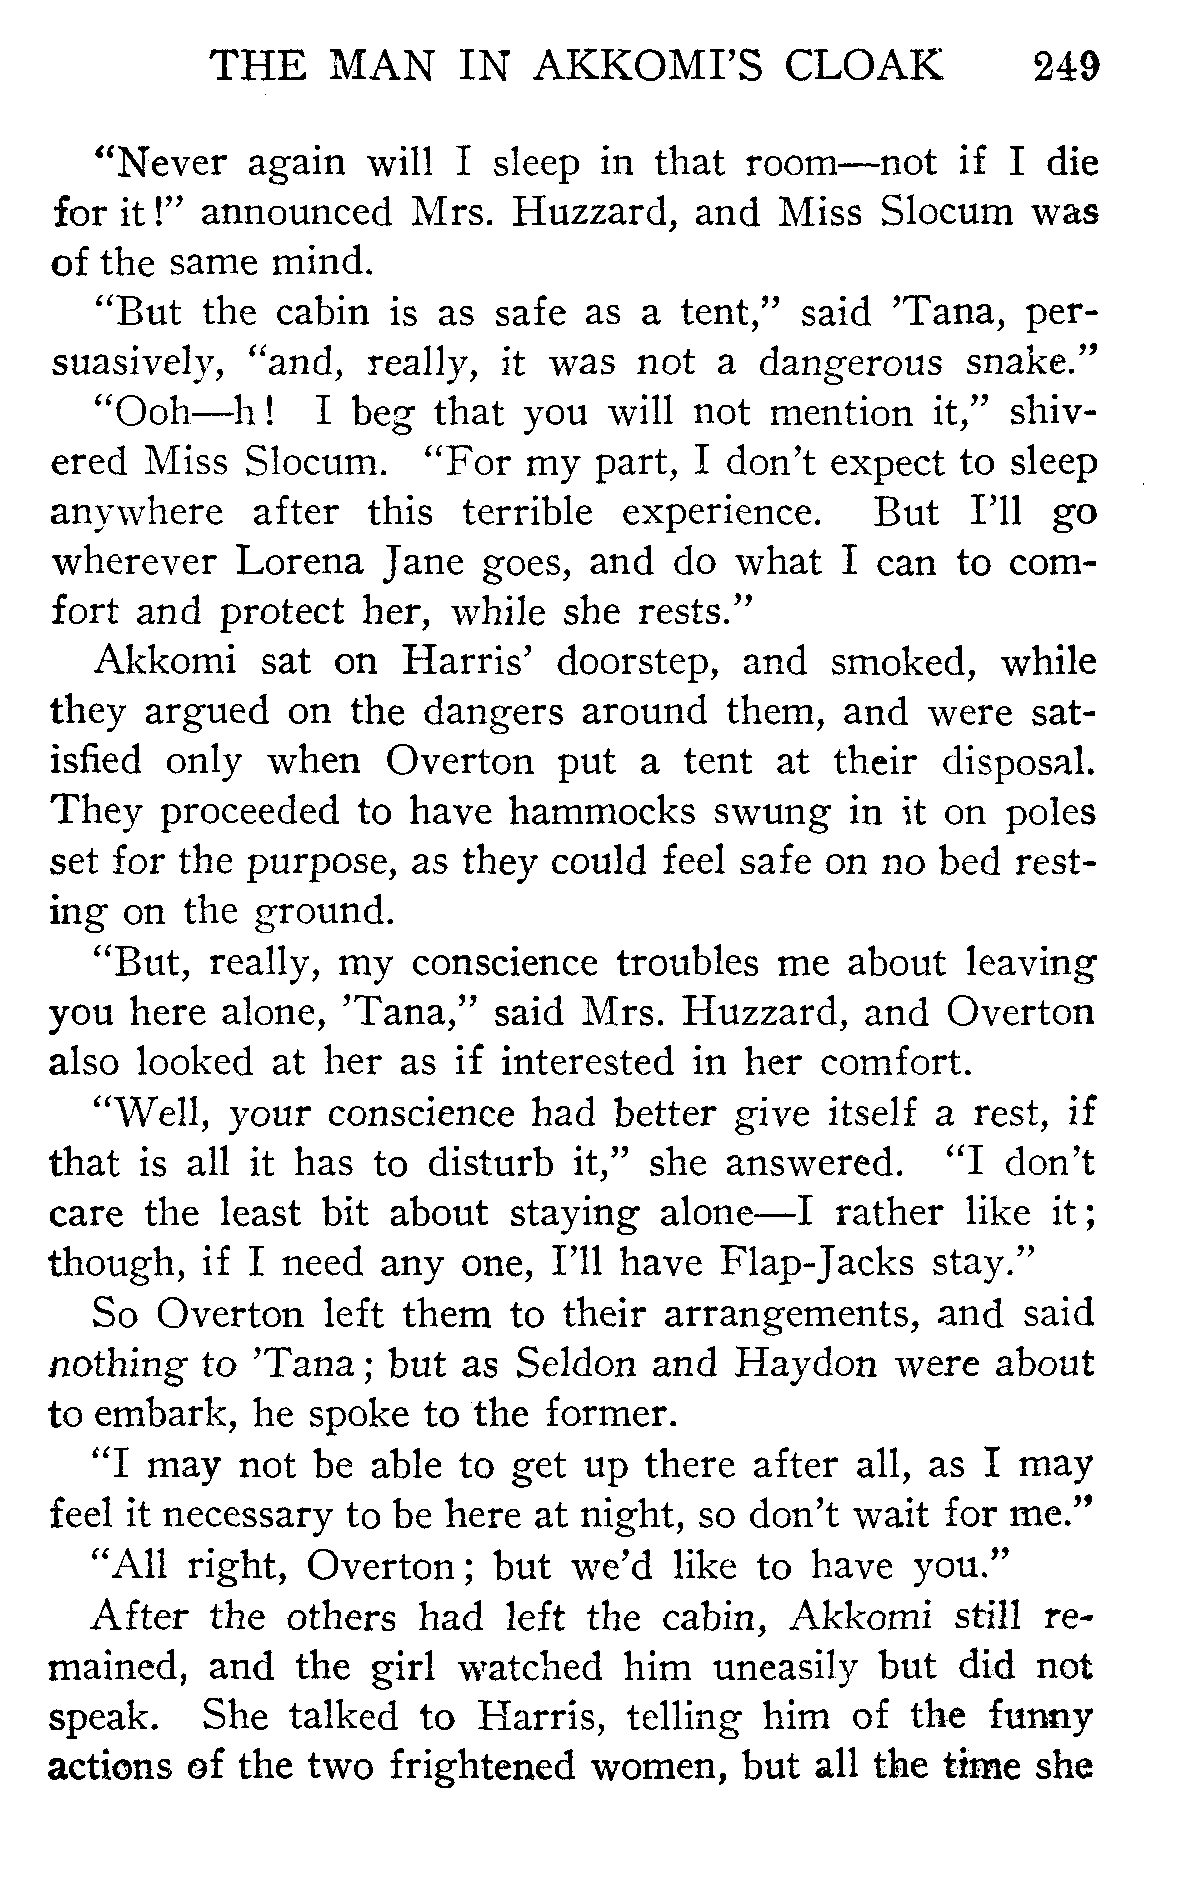 THE MAN IN AKKOMI'S CLOAK 249
“Never again will I sleep in that room—not if I die
for it!” announced Mrs. Huzzard, and Miss Slocum was
of the same mind.
“But the cabin is as safe as a tent,” said ’Tana, per-
suasively, “and, really, it was not a dangerous snake.”
“Ooh—h! I beg that you will not mention it,” shiv-
ered Miss Slocum. “For my part, I don’t expect to sleep
anywhere after this terrible experience. But I’ll go
wherever Lorena Jane goes, and do what I can to com-
fort and protect her, while she rests.”
Akkomi sat on Harris’ doorstep, and smoked, while
they argued on the dangers around them, and were sat-
isfied only when Overton put a tent at their disposal.
They proceeded to have hammocks swung in it on poles
set for the purpose, as they could feel safe on no bed rest-
ing on the ground.
“But, really, my conscience troubles me about leaving
you here alone, ’Tana,” said Mrs. Huzzard, and Overton
also looked at her as if interested in her comfort.
“Well, your conscience had better give itself a rest, if
that is all it has to disturb it,” she answered. “I don’t
care the least bit about staying alone—I rather like it;
though, if I need any one, I’ll have Flap-Jacks stay.”
So Overton left them to their arrangements, and said
nothing to ’Tana; but as Seldon and Haydon were about
to embark, he spoke to the former.
“I may not be able to get up there after all, as I may
feel it necessary to be here at night, so don’t wait for me.”
“All right, Overton; but we’d like to have you.”
After the others had left the cabin, Akkomi still re-
mained, and the girl watched him uneasily but did not
speak. She talked to Harris, telling him of the funny
actions of the two frightened women, but all the time she